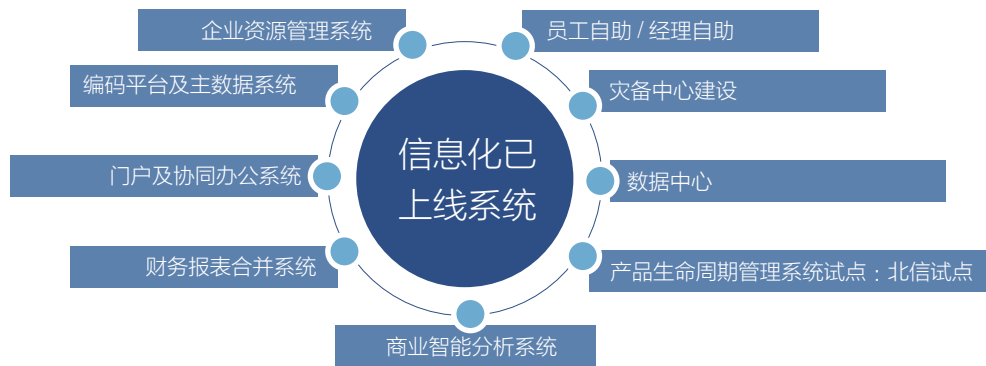 企业资源管理系统
员工自助 / 经理自助
编码平台及主数据系统
灾备中心建设
信息化已
上线系统
门户及协同办公系统
数据中心
财务报表合并系统
产品生命周期管理系统试点：北信试点
商业智能分析系统